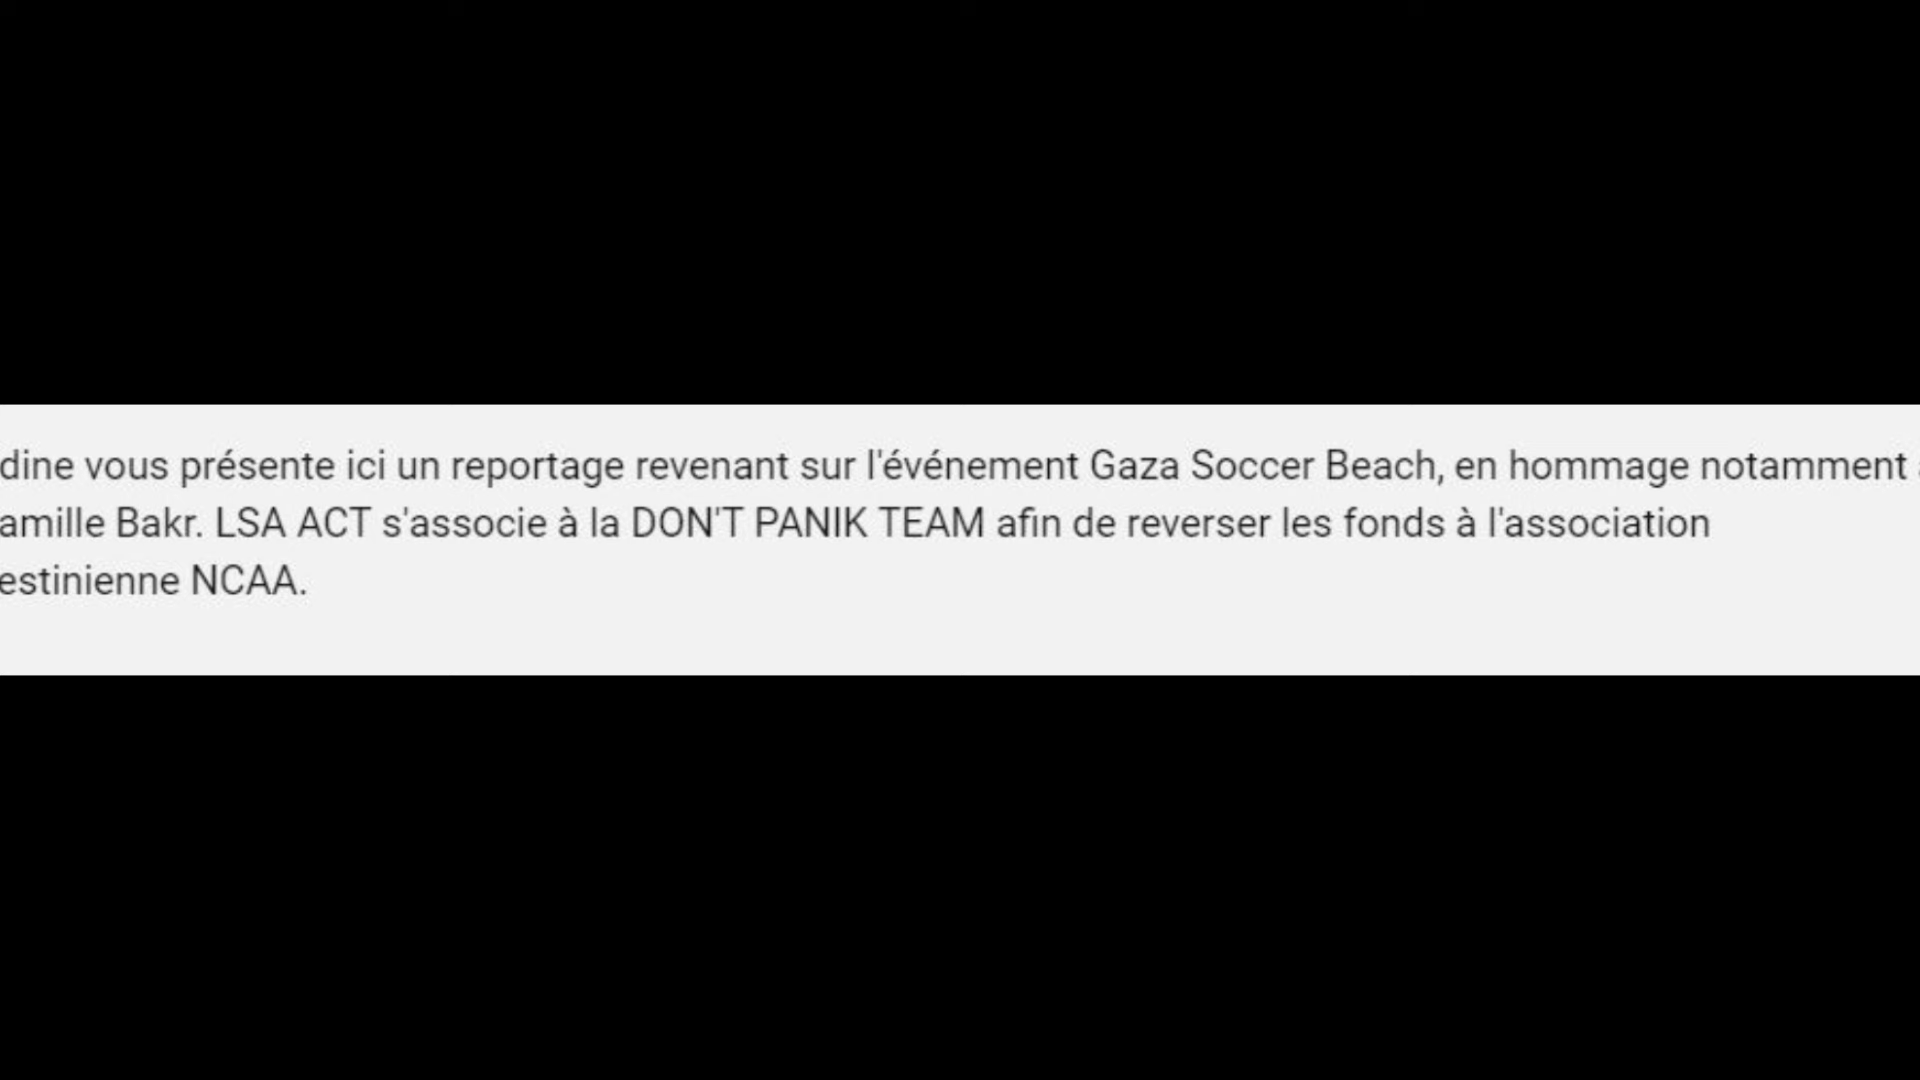 dine vous présente ici un reportage revenant sur l'événement Gaza Soccer Beach, en hommage notamment
amille Bakr. LSA ACT s'associe à la DON'T PANIK TEAM afin de reverser les fonds à l'association
estinienne NCAA.